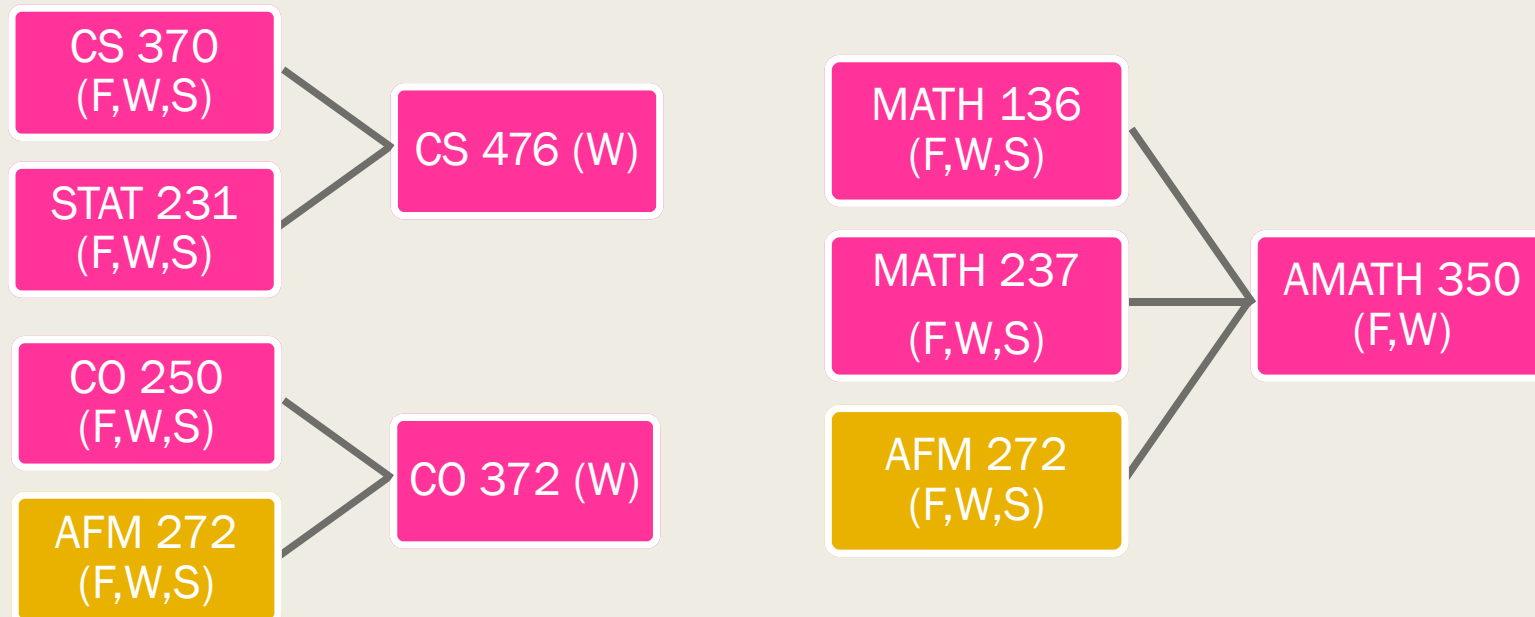 CS 370
(F,W,S)
STAT 231
(F,W,S)
CS 476 (W)
CO 250
(F,W,S)
AFM 272
(F,W,S)
CO 372 (W)
MATH 136
(F,W,S)
MATH 237
(F,W,S)
AFM 272
(F,W,S)
AMATH 350
(F,W)